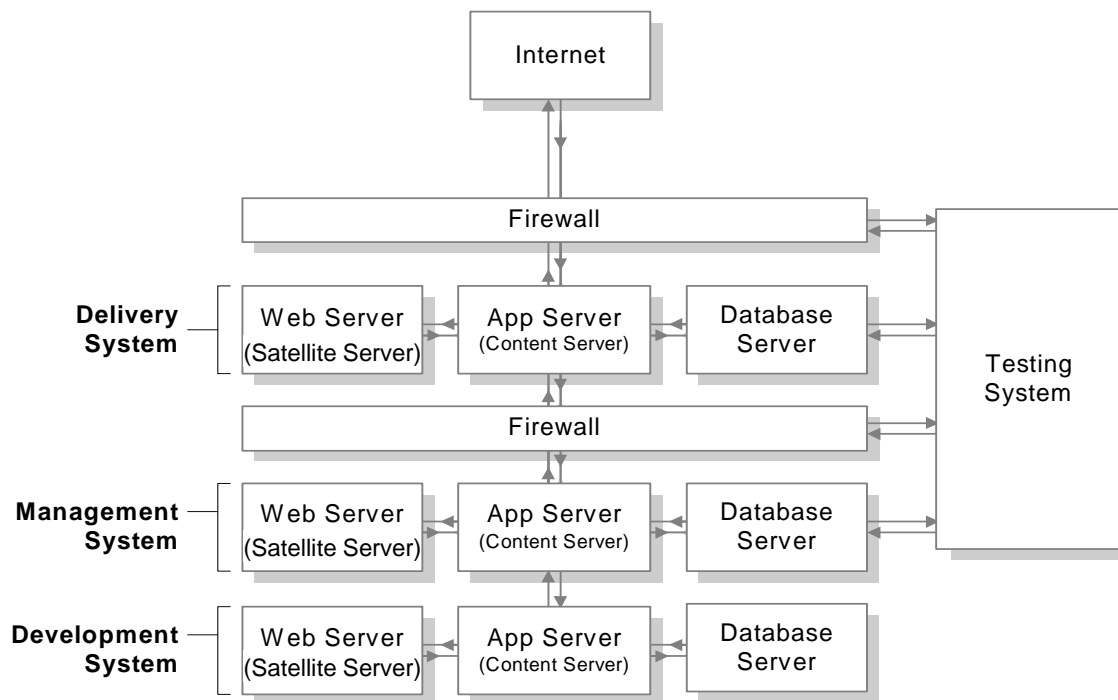 Internet
Firewall
Delivery
System
Web Server
(Satellite Server)
App Server
(Content Server)
Database
Server
Testing
System
Firewall
Management
System
Web Server
(Satellite Server)
App Server
(Content Server)
Database
Server
Development
System
Web Server
(Satellite Server)
App Server
(Content Server)
Database
Server